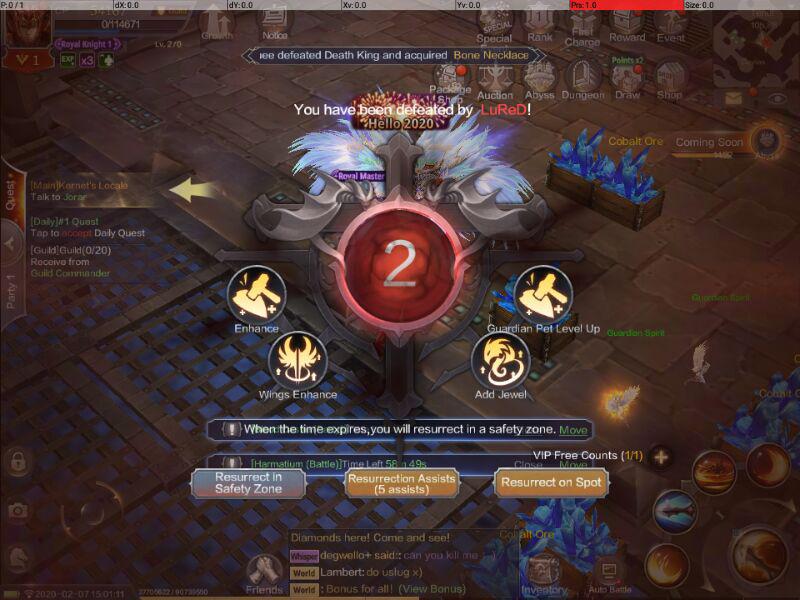 P: 0 / 1
dX: 0.0
dY: 0.0
Xv: 0.0
Yv: 0.0
Prs: 1.0
Size: 0.0
0/114671
Royal Knight 1
Lv. 2/0
V 1
EXP x3
Growth
Notice
Special
Rank
First
Charge
Reward
Event
defeated Death King and acquired Bone Necklace
Package
Shop
Auction
Abyss
Dungeon
Points x2
Draw
Shop
You have been defeated by LuReD!
Hello 2020
Royal Master
Cobalt Ore
Coming Soon
Quest
[Main]Kernet's Locale
Talk to Joran
[Daily]#1 Quest
Tap to accept Daily Quest
[Guild]Guild(0/20)
Receive from
Guild Commander
Party 1
2
Guardian Spirit
Guardian Spirit
Enhance
Guardian Pet Level Up
Wings Enhance
Add Jewel
When the time expires,you will resurrect in a safety zone. Move
[Harmatium (Battle)]Time Left 58m 49s
Close
Move
VIP Free Counts (1/1)
Resurrect in
Safety Zone
Resurrection Assists
(5 assists)
Resurrect on Spot
Cobalt Ore
Diamonds here! Come and see!
Whisper degwello+ said:: can you kill me :-)
World Lambert: do uslug x)
World : Bonus for all! (View Bonus)
Friends
Inventory
Auto Battle
2020-02-07 15:01:11